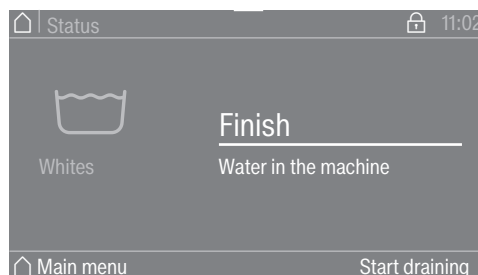 Status 11:02
Finish
Whites Water in the machine
Main menu Start draining